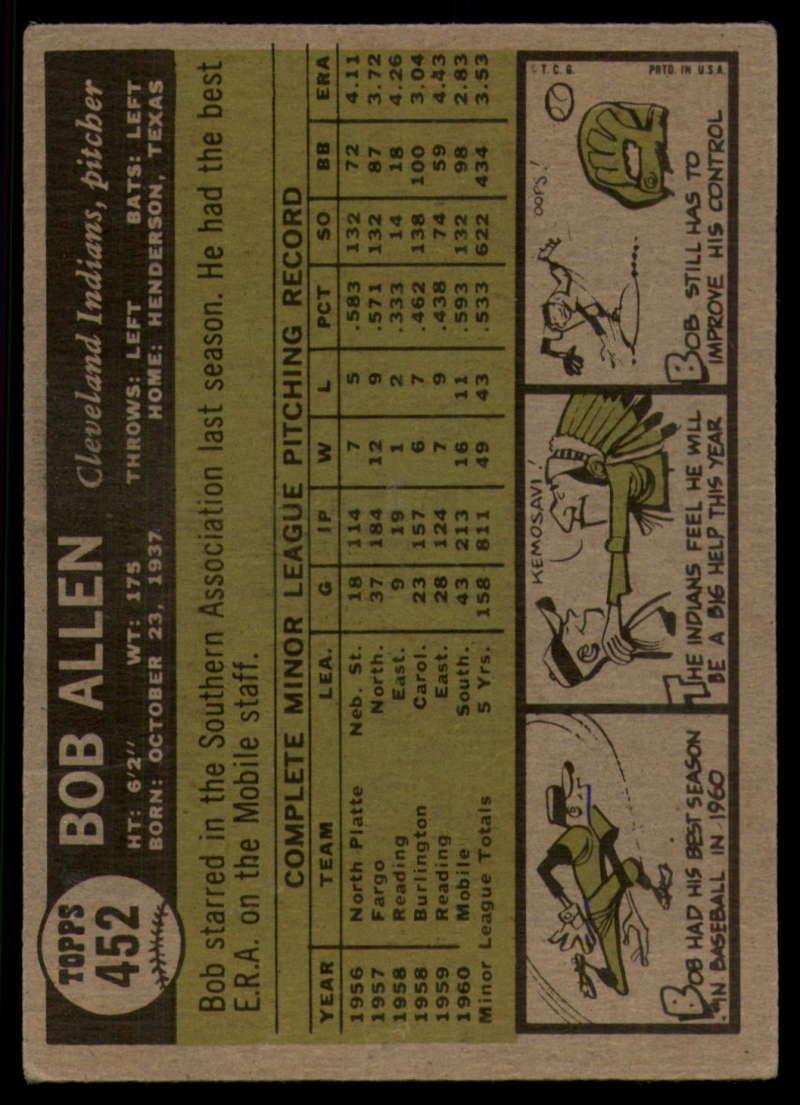 TOPPS
452
BOB ALLEN Cleveland Indians, pitcher
HT: 6'2" WT: 175 THROWS: LEFT BATS: LEFT
BORN: OCTOBER 23, 1937 HOME: HENDERSON, TEXAS
Bob starred in the Southern Association last season. He had the best
E.R.A. on the Mobile staff.
COMPLETE MINOR LEAGUE PITCHING RECORD
YEAR TEAM LEA. G IP W L PCT SO BB ERA
1956 North Platte Neb. St. 18 114 7 5 .583 132 72 4.11
1957 Fargo North. 37 184 12 9 .571 132 87 3.72
1958 Reading East. 9 19 1 2 .333 14 18 4.26
1958 Burlington Carol. 23 157 6 7 .462 138 100 3.04
1959 Reading East. 28 124 7 9 .438 74 59 4.43
1960 Mobile South. 43 213 16 11 .593 132 98 2.83
Minor League Totals 5 Yrs. 158 811 49 43 .533 622 434 3.53
BOB HAD HIS BEST SEASON
IN BASEBALL IN 1960
KEMOSAVI!
THE INDIANS FEEL HE WILL
BE A BIG HELP THIS YEAR
© T.C.G. PRTD. IN U.S.A.
OOPS!
BOB STILL HAS TO
IMPROVE HIS CONTROL